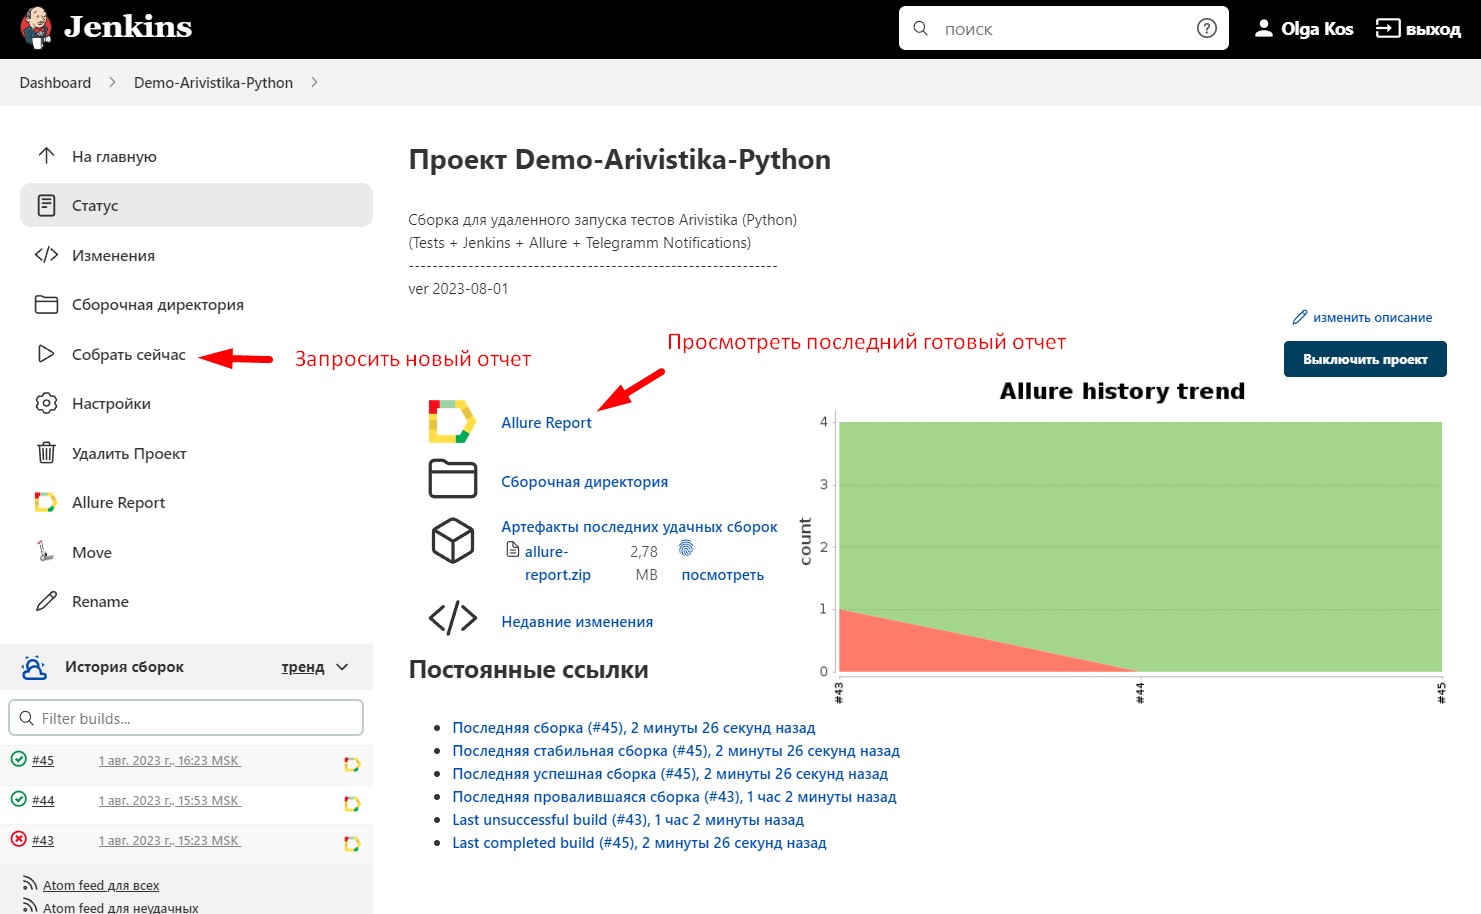 Jenkins
поиск
Olga Kos
выход
Dashboard
Demo-Arivistika-Python
На главную
Статус
Изменения
Сборочная директория
Собрать сейчас
Настройки
Удалить Проект
Allure Report
Move
Rename
История сборок
тренд
Filter builds...
#45 1 авг. 2023 г., 16:23 MSK
#44 1 авг. 2023 г., 15:53 MSK
#43 1 авг. 2023 г., 15:23 MSK
Atom feed для всех
Atom feed для неудачных
Проект Demo-Arivistika-Python
Сборка для удаленного запуска тестов Arivistika (Python)
(Tests + Jenkins + Allure + Telegramm Notifications)
--------------------------------------------------------------
ver 2023-08-01
изменить описание
Выключить проект
Запросить новый отчет
Просмотреть последний готовый отчет
Allure Report
Сборочная директория
Артефакты последних удачных сборок
allure-
report.zip
2,78
MB
посмотреть
Недавние изменения
Allure history trend
count
4
3
2
1
0
#43
#44
#45
Постоянные ссылки
Последняя сборка (#45), 2 минуты 26 секунд назад
Последняя стабильная сборка (#45), 2 минуты 26 секунд назад
Последняя успешная сборка (#45), 2 минуты 26 секунд назад
Последняя провалившаяся сборка (#43), 1 час 2 минуты назад
Last unsuccessful build (#43), 1 час 2 минуты назад
Last completed build (#45), 2 минуты 26 секунд назад